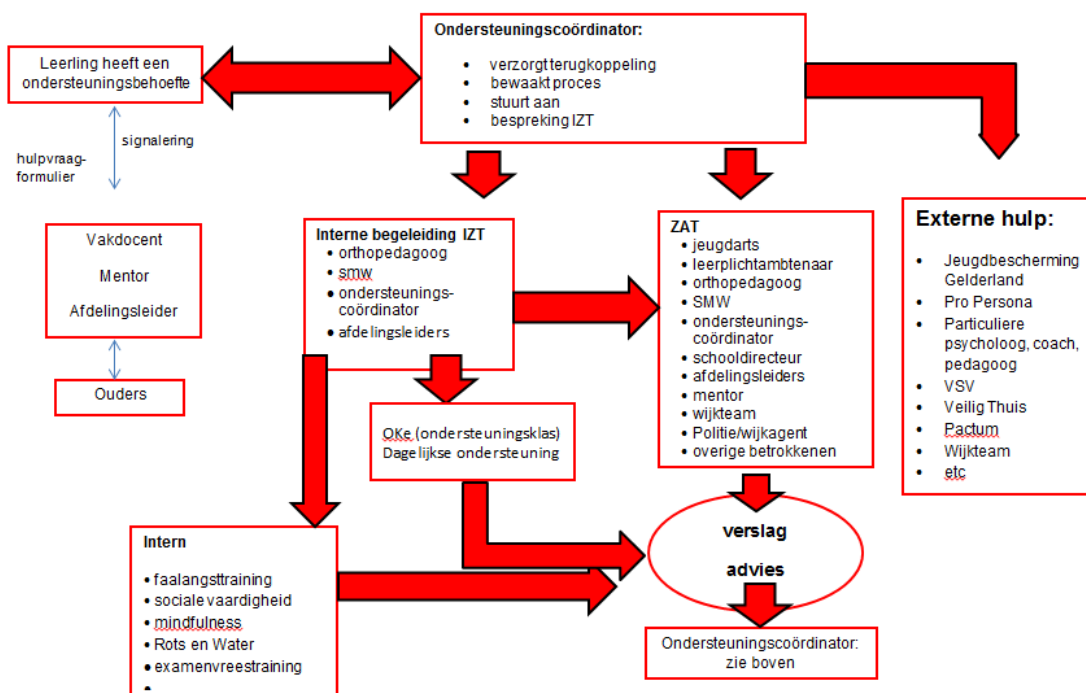 Leerling heeft een
ondersteuningsbehoefte
signalering
hulpvraag-
formulier
Vakdocent
Mentor
Afdelingsleider
Ouders
Ondersteuningscoördinator:
• verzorgt terugkoppeling
• bewaakt proces
• stuurt aan
• bespreking IZT
Interne begeleiding IZT
• orthopedagoog
• smw
• ondersteunings-
coördinator
• afdelingsleiders
ZAT
• jeugdarts
• leerplichtambtenaar
• orthopedagoog
• SMW
• ondersteunings-
coördinator
• schooldirecteur
• afdelingsleiders
• mentor
• wijkteam
• Politie/wijkagent
• overige betrokkenen
Externe hulp:
• Jeugdbescherming
Gelderland
• Pro Persona
• Particuliere
psycholoog, coach,
pedagoog
• VSV
• Veilig Thuis
• Pactum
• Wijkteam
• etc
OKe (ondersteuningsklas)
Dagelijkse ondersteuning
Intern
• faalangsttraining
• sociale vaardigheid
• mindfulness
• Rots en Water
• examenvreestraining
•
verslag
advies
Ondersteuningscoördinator:
zie boven